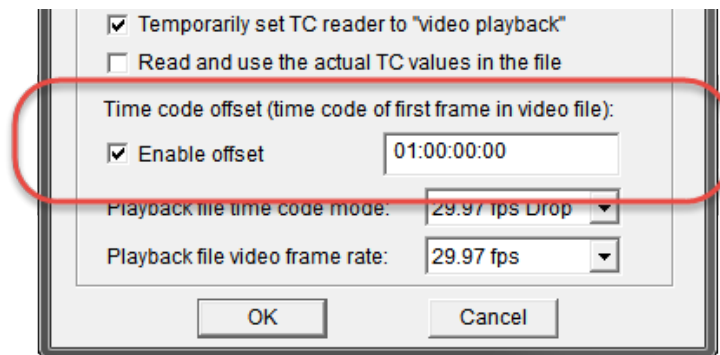 Temporarily set TC reader to "video playback"
Read and use the actual TC values in the file
Time code offset (time code of first frame in video file):
Enable offset 01:00:00:00
Playback file time code mode: 29.97 fps Drop
Playback file video frame rate: 29.97 fps
OK Cancel